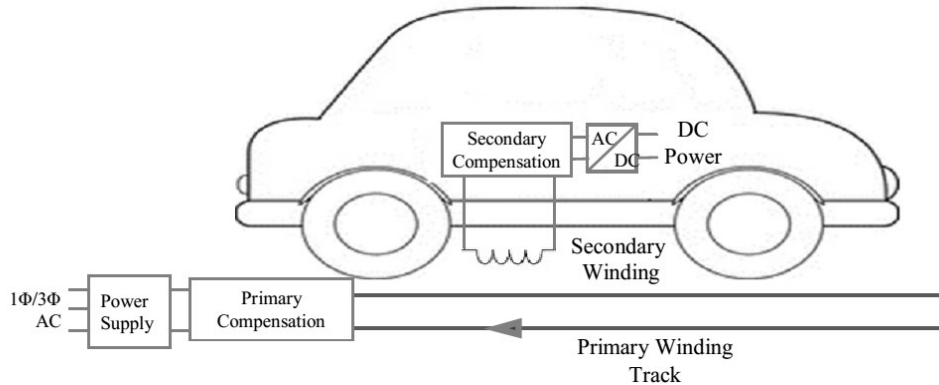 Secondary
Compensation
AC
DC
DC
Power
Secondary
Winding
1Φ/3Φ
AC
Power
Supply
Primary
Compensation
Primary Winding
Track